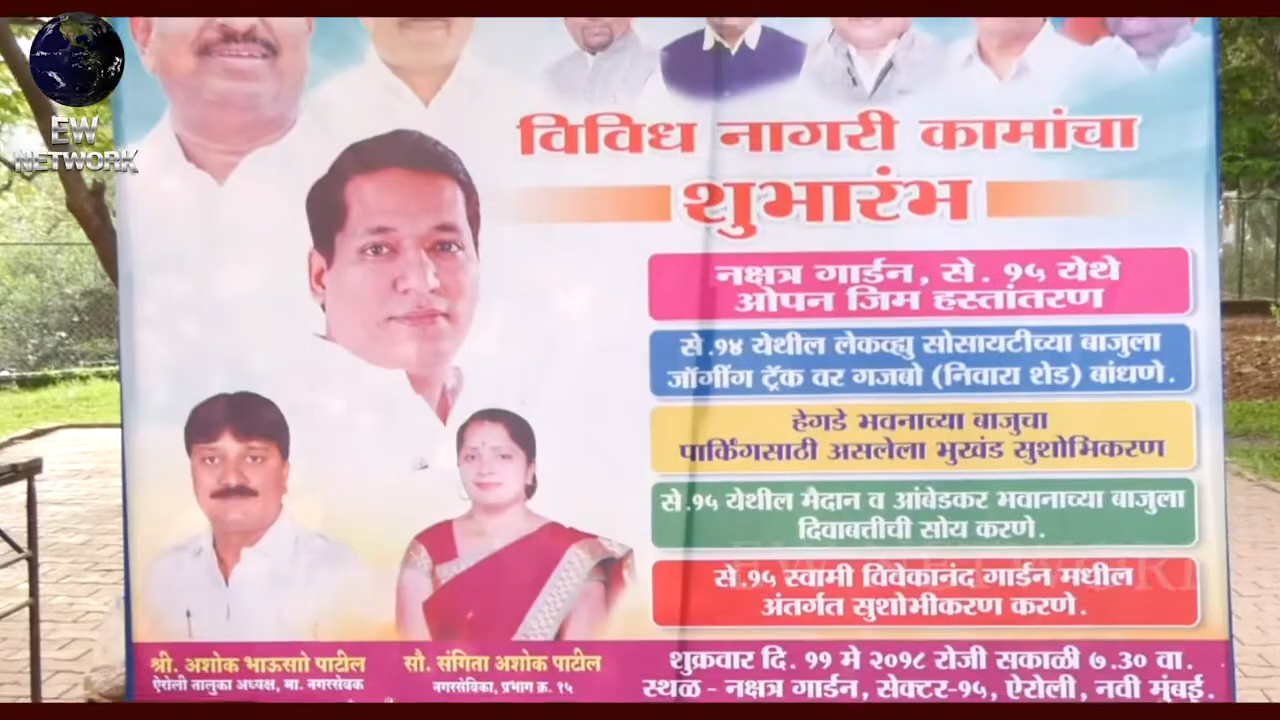 EW
NETWORK
विविध नागरी कामांचा
शुभारंभ
नक्षत्र गार्डन, से. १५ येथे
ओपन जिम हस्तांतरण
से.१४ येथील लेकव्ह्यु सोसायटीच्या बाजुला
जॉगींग ट्रॅक वर गजबो (निवारा शेड) बांधणे.
हेगडे भवनाच्या बाजुचा
पार्किंगसाठी असलेला भुखंड सुशोभिकरण
से.१५ येथील मैदान व आंबेडकर भवानाच्या बाजुला
दिवाबत्तीची सोय करणे.
से.१५ स्वामी विवेकानंद गार्डन मधील
अंतर्गत सुशोभीकरण करणे.
EW NETWORK
श्री. अशोक भाऊसाो पाटील
ऐरोली तालुका अध्यक्ष, मा. नगरसेवक
सौ. संगिता अशोक पाटील
नगरसेविका, प्रभाग क्र. १५
शुक्रवार दि. ११ मे २०१८ रोजी सकाळी ७.३० वा.
स्थळ - नक्षत्र गार्डन, सेक्टर-१५, ऐरोली, नवी मुंबई.